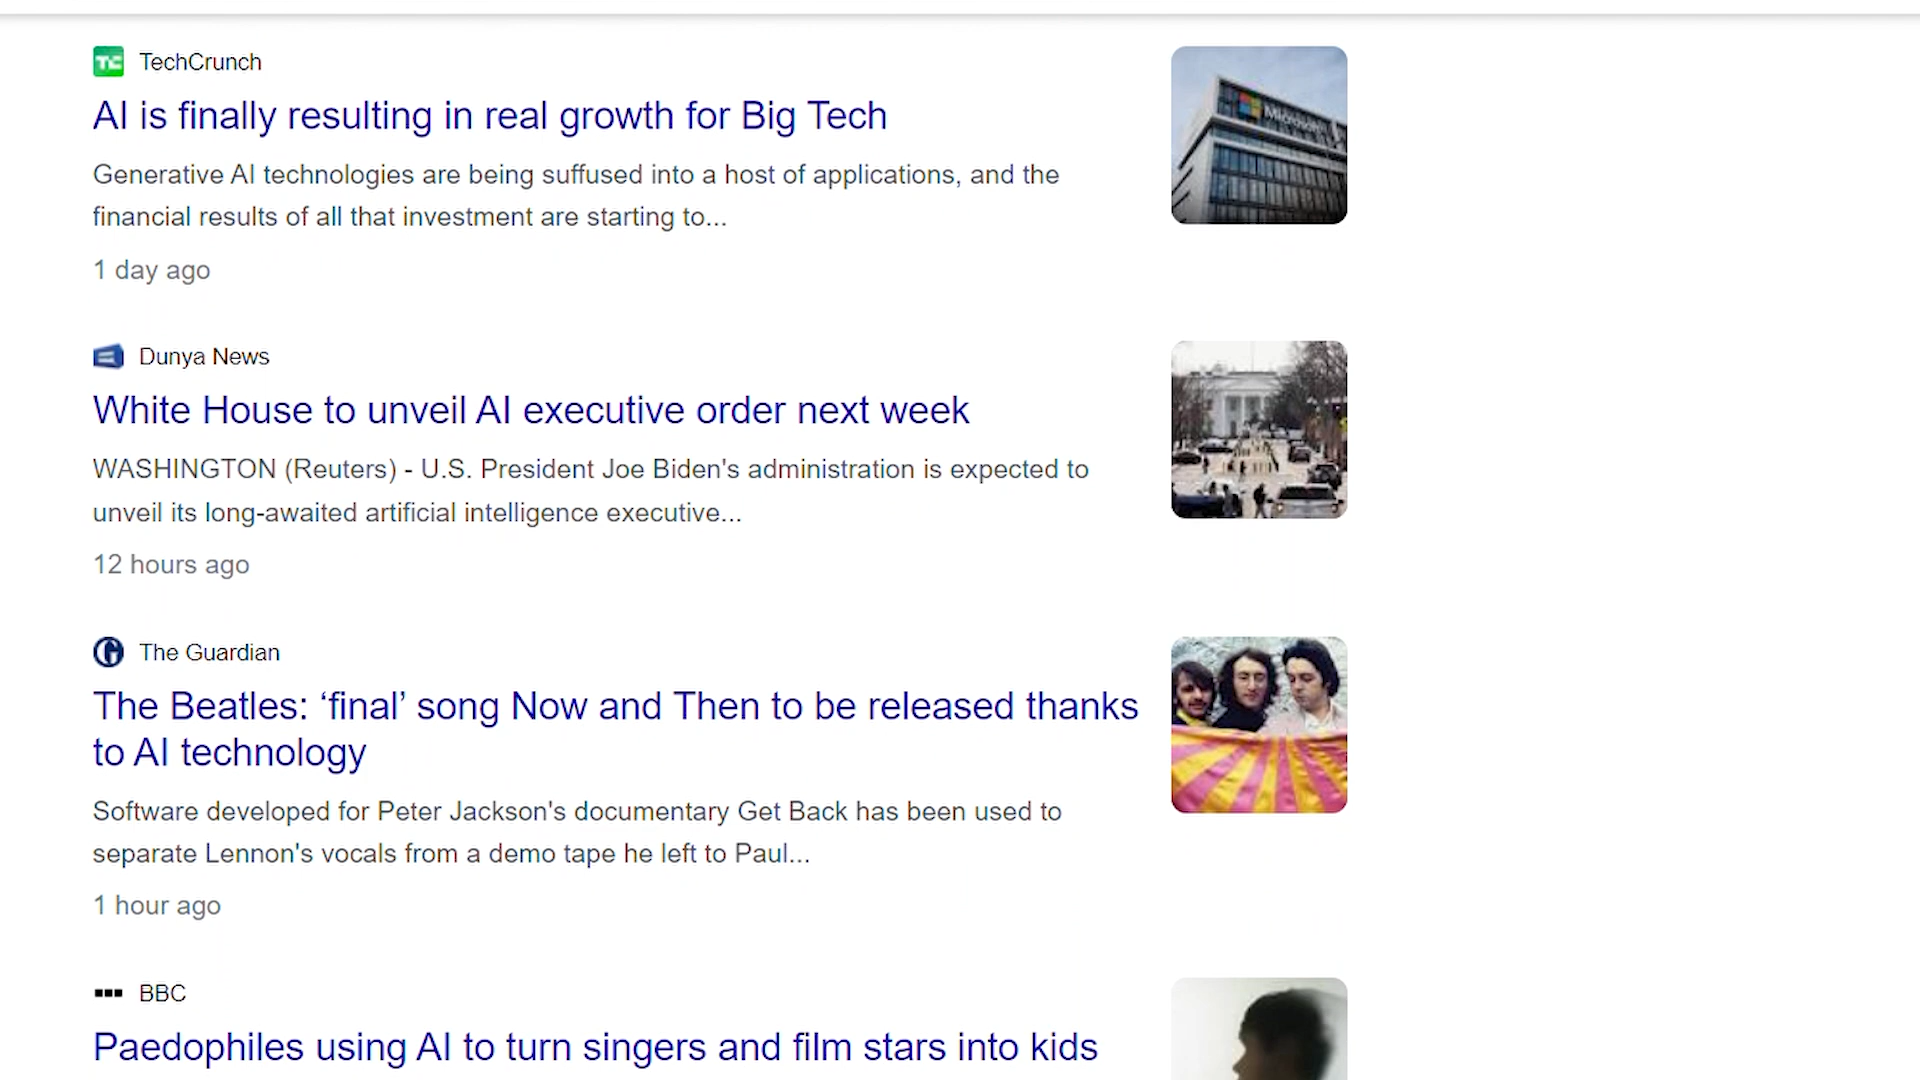 TechCrunch
AI is finally resulting in real growth for Big Tech
Generative AI technologies are being suffused into a host of applications, and the
financial results of all that investment are starting to...
1 day ago
Dunya News
White House to unveil AI executive order next week
WASHINGTON (Reuters) - U.S. President Joe Biden's administration is expected to
unveil its long-awaited artificial intelligence executive...
12 hours ago
The Guardian
The Beatles: ‘final’ song Now and Then to be released thanks
to AI technology
Software developed for Peter Jackson's documentary Get Back has been used to
separate Lennon's vocals from a demo tape he left to Paul...
1 hour ago
BBC
Paedophiles using AI to turn singers and film stars into kids
TC
Microsoft